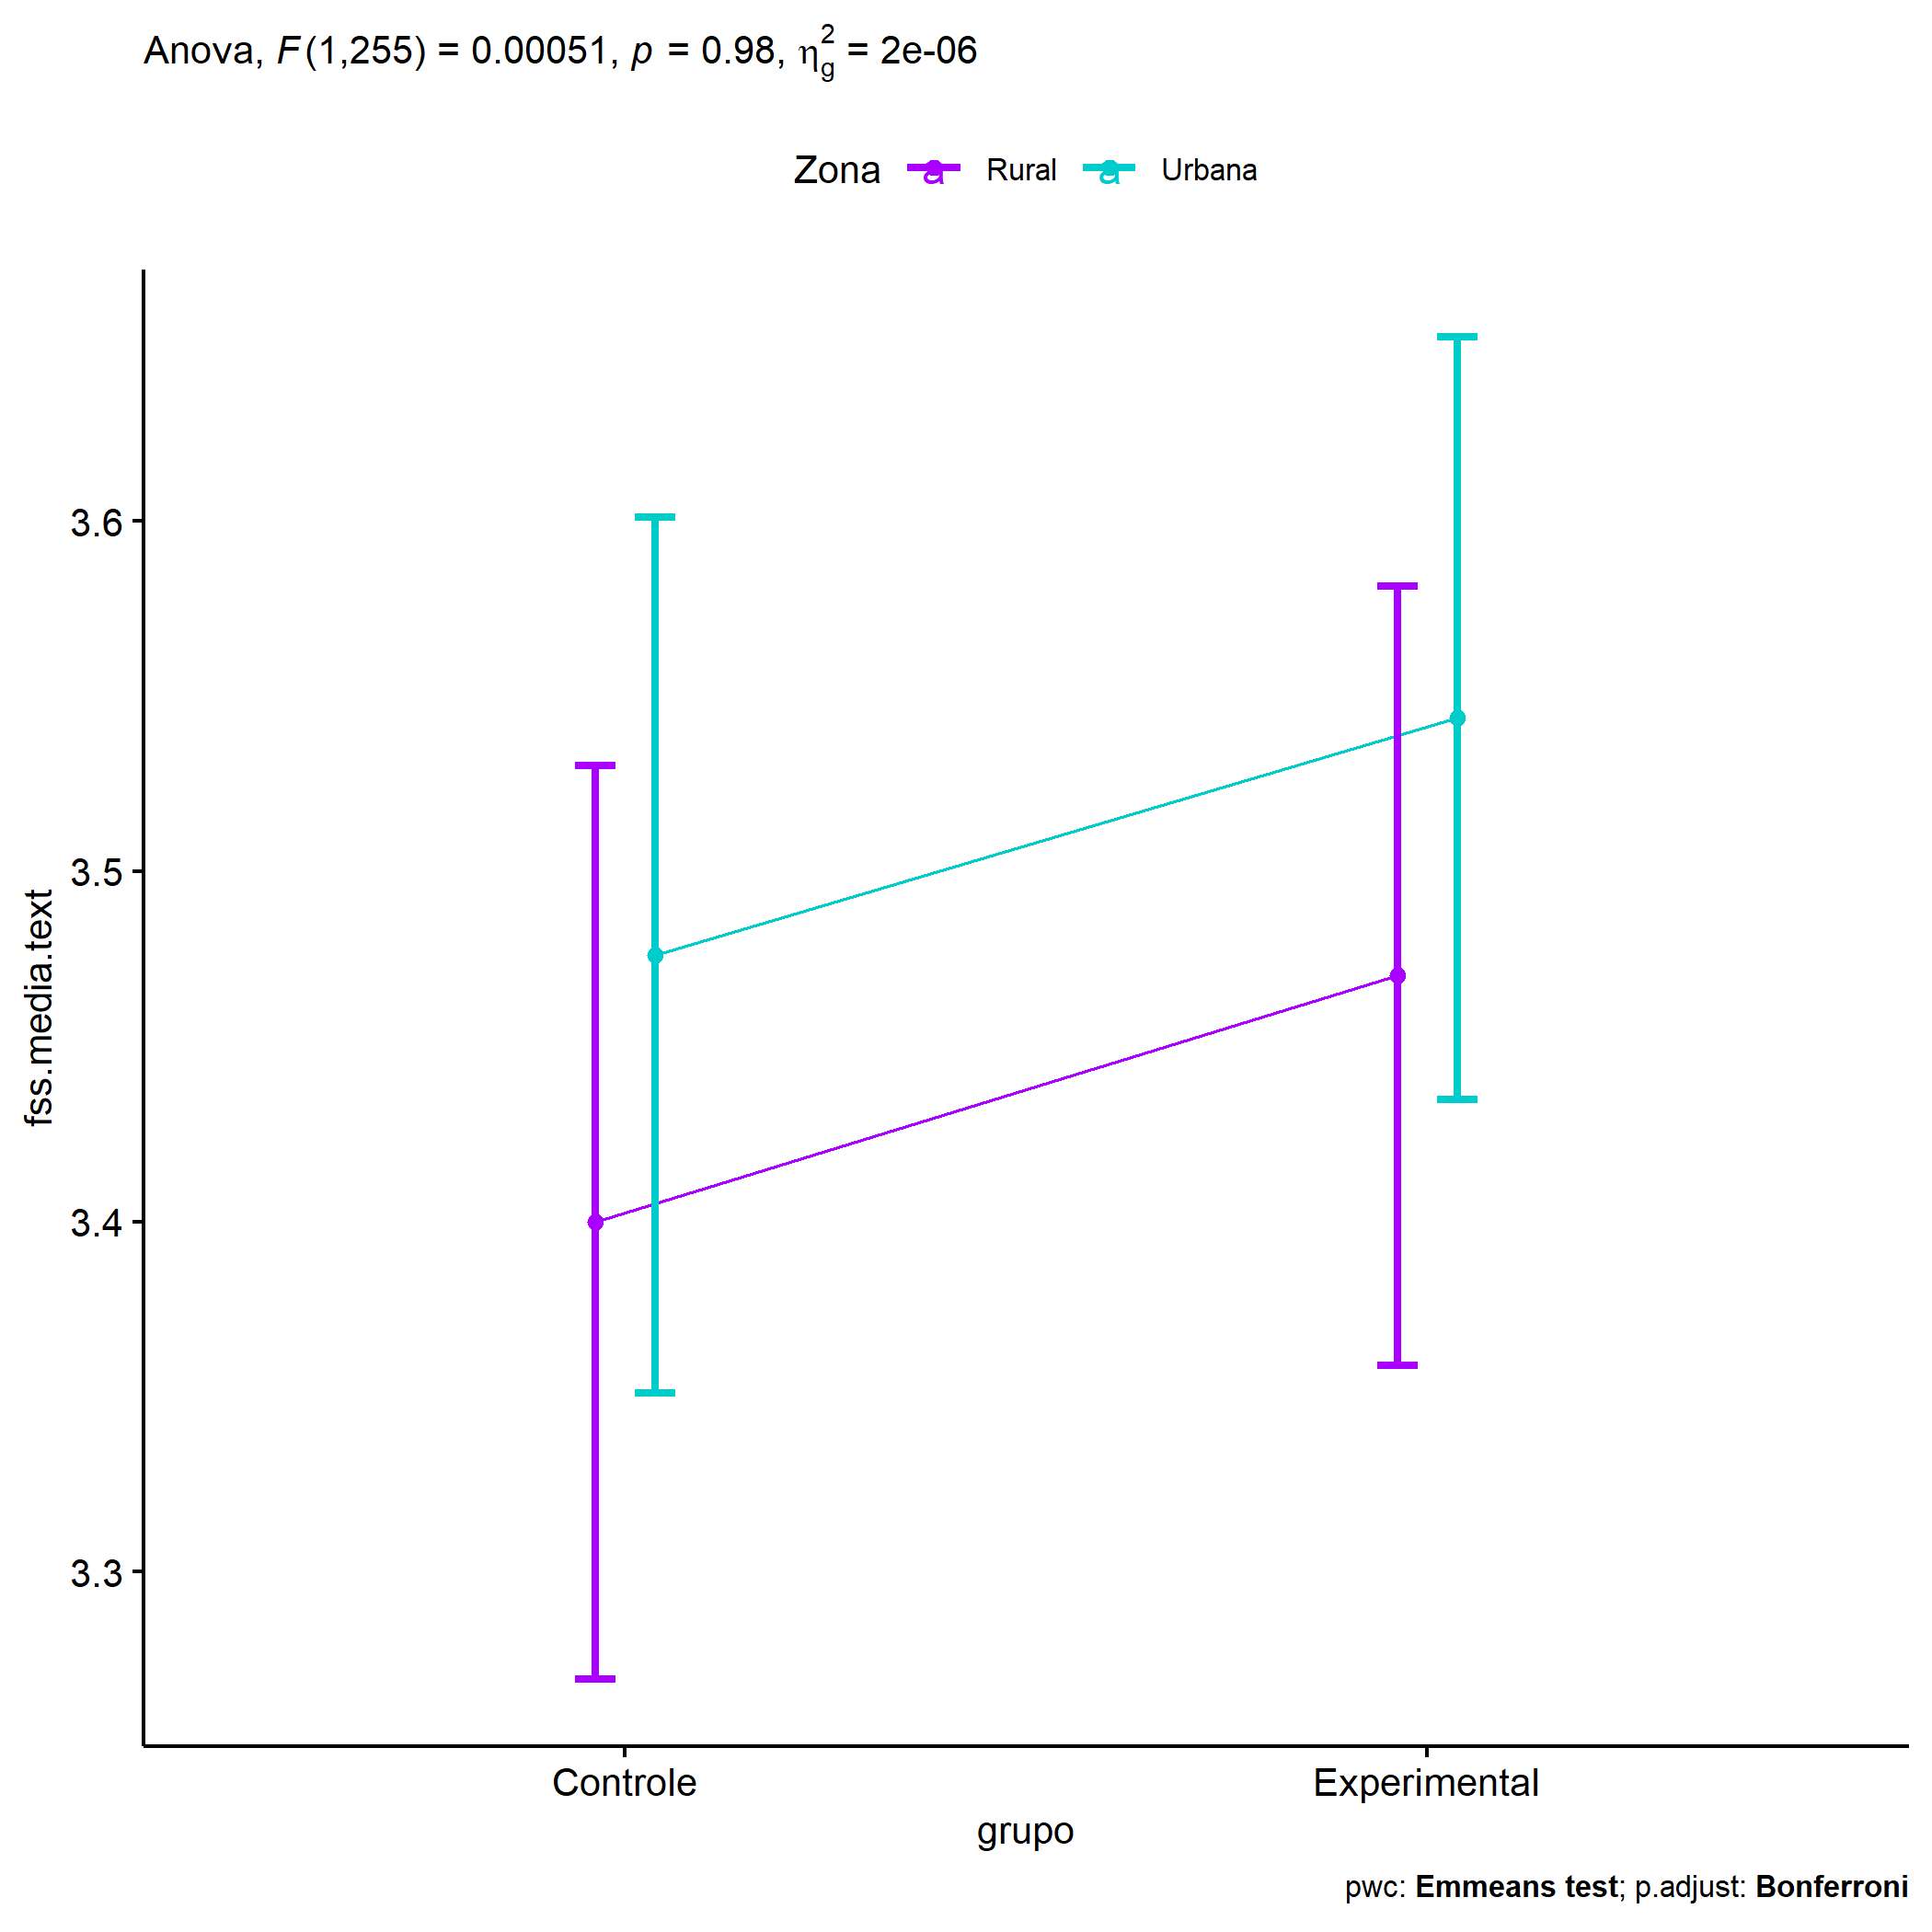 Anova, F(1,255) = 0.00051, p = 0.98, η²g = 2e-06
Zona a Rural a Urbana
3.6
3.5
3.4
3.3
fss.media.text
Controle Experimental
grupo
pwc: Emmeans test; p.adjust: Bonferroni